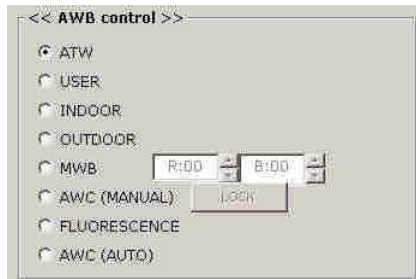 << AWB control >>
ATW
USER
INDOOR
OUTDOOR
MWB R:00 B:00
AWC (MANUAL) LOCK
FLUORESCENCE
AWC (AUTO)